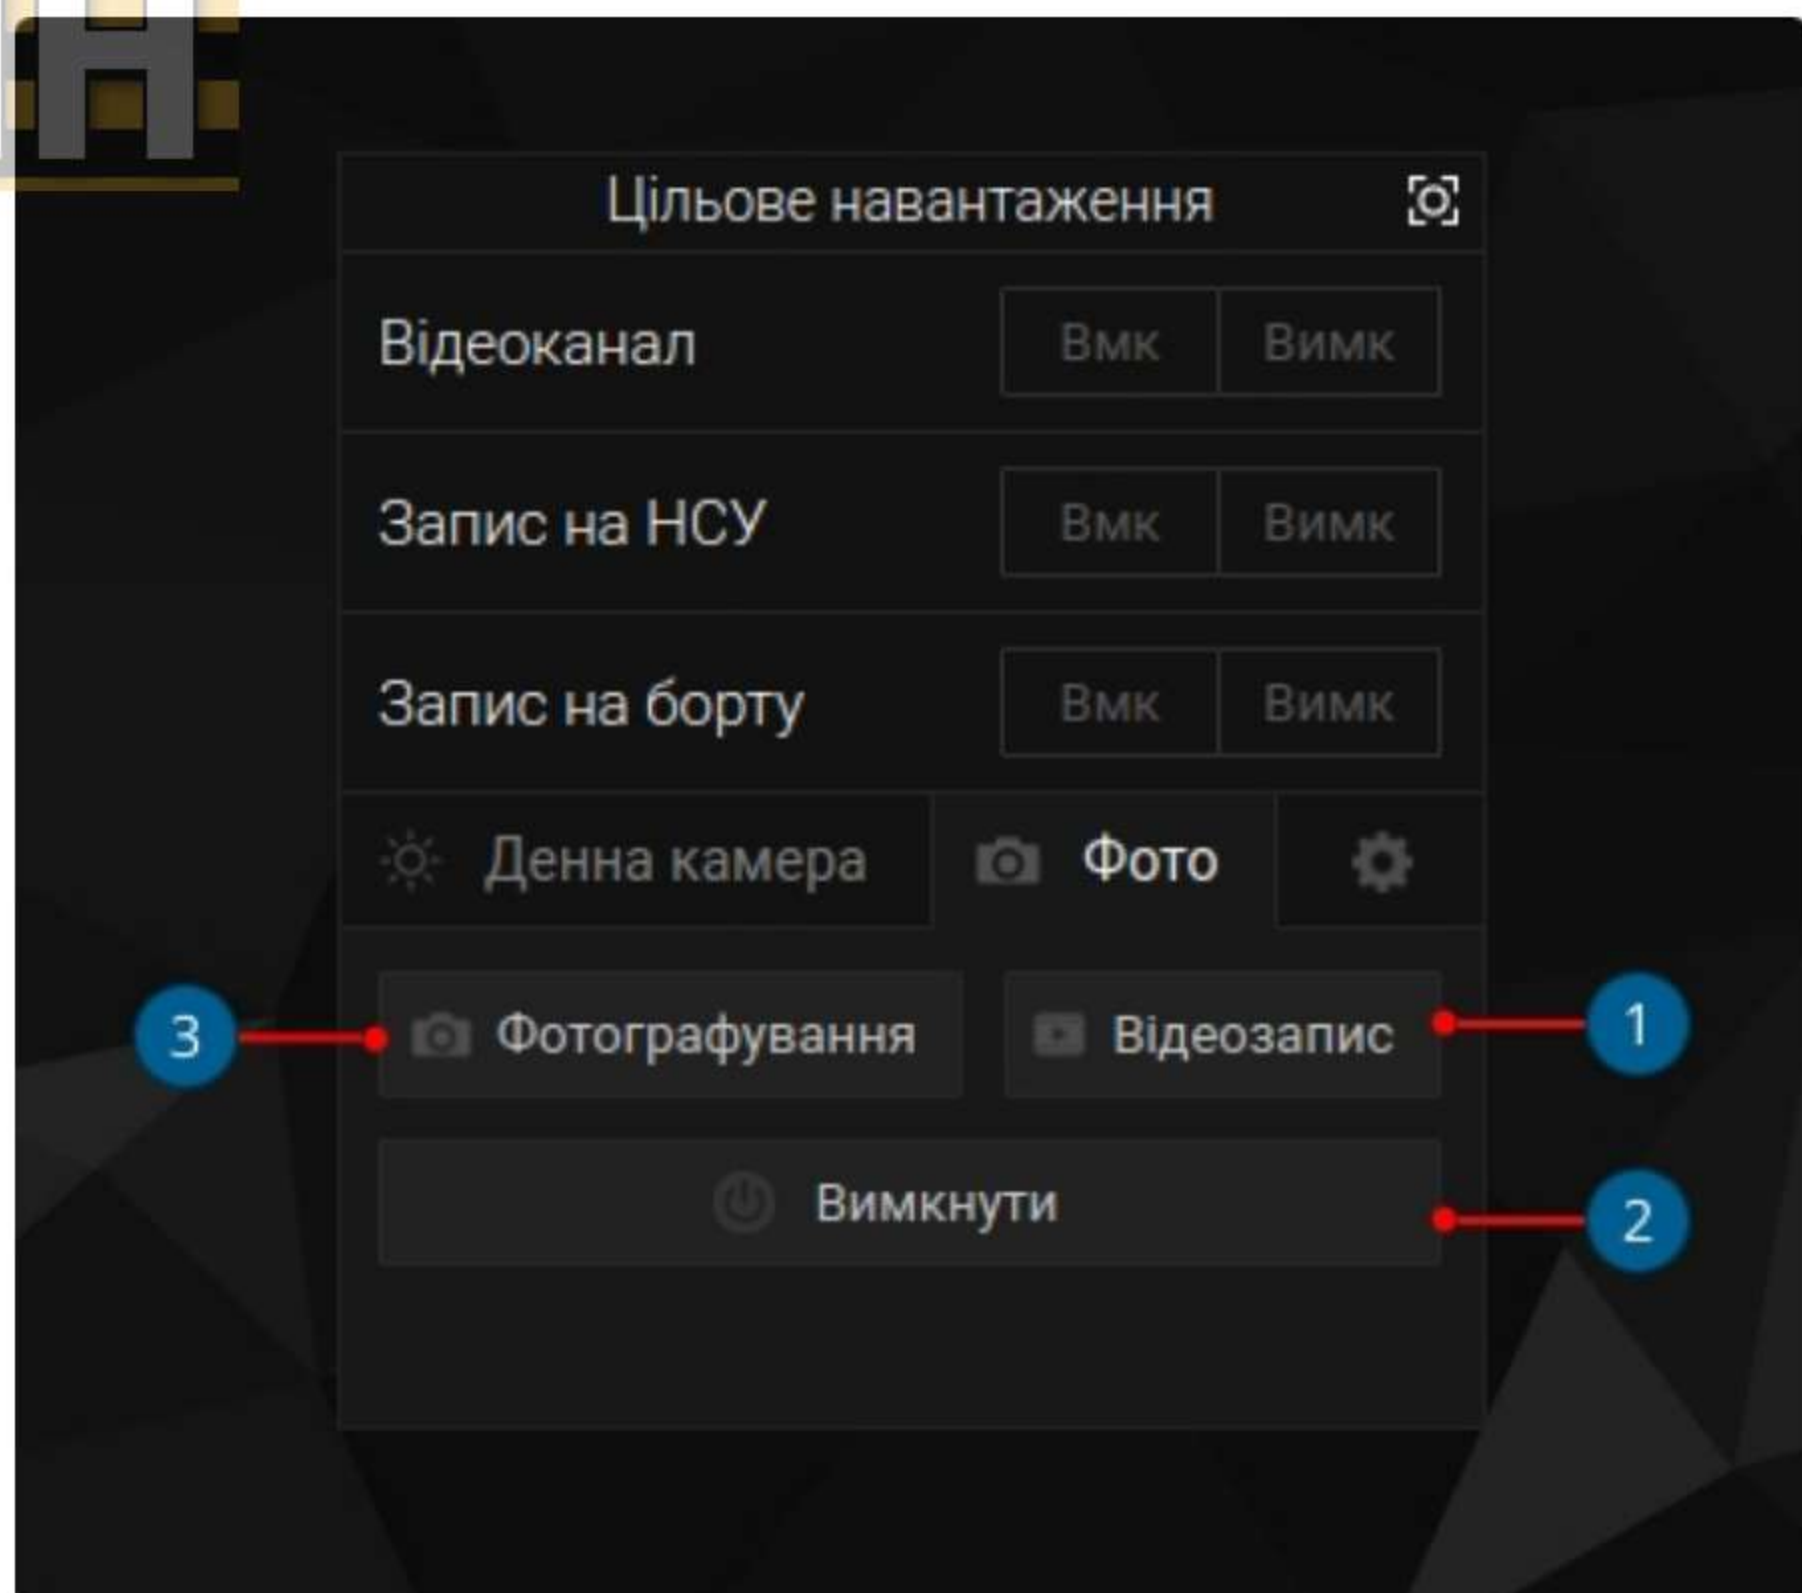 Н
Цільове навантаження
Відеоканал Вмк Вимк
Запис на НСУ Вмк Вимк
Запис на борту Вмк Вимк
Денна камера Фото
3 Фотографування Відеозапис 1
Вимкнути 2